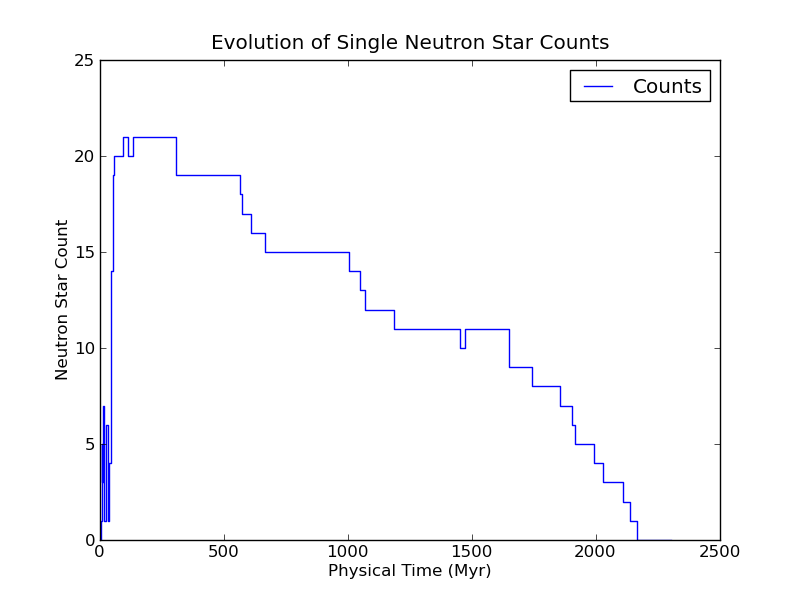 Evolution of Single Neutron Star Counts
Counts
Neutron Star Count
25
20
15
10
5
0
0 500 1000 1500 2000 2500
Physical Time (Myr)